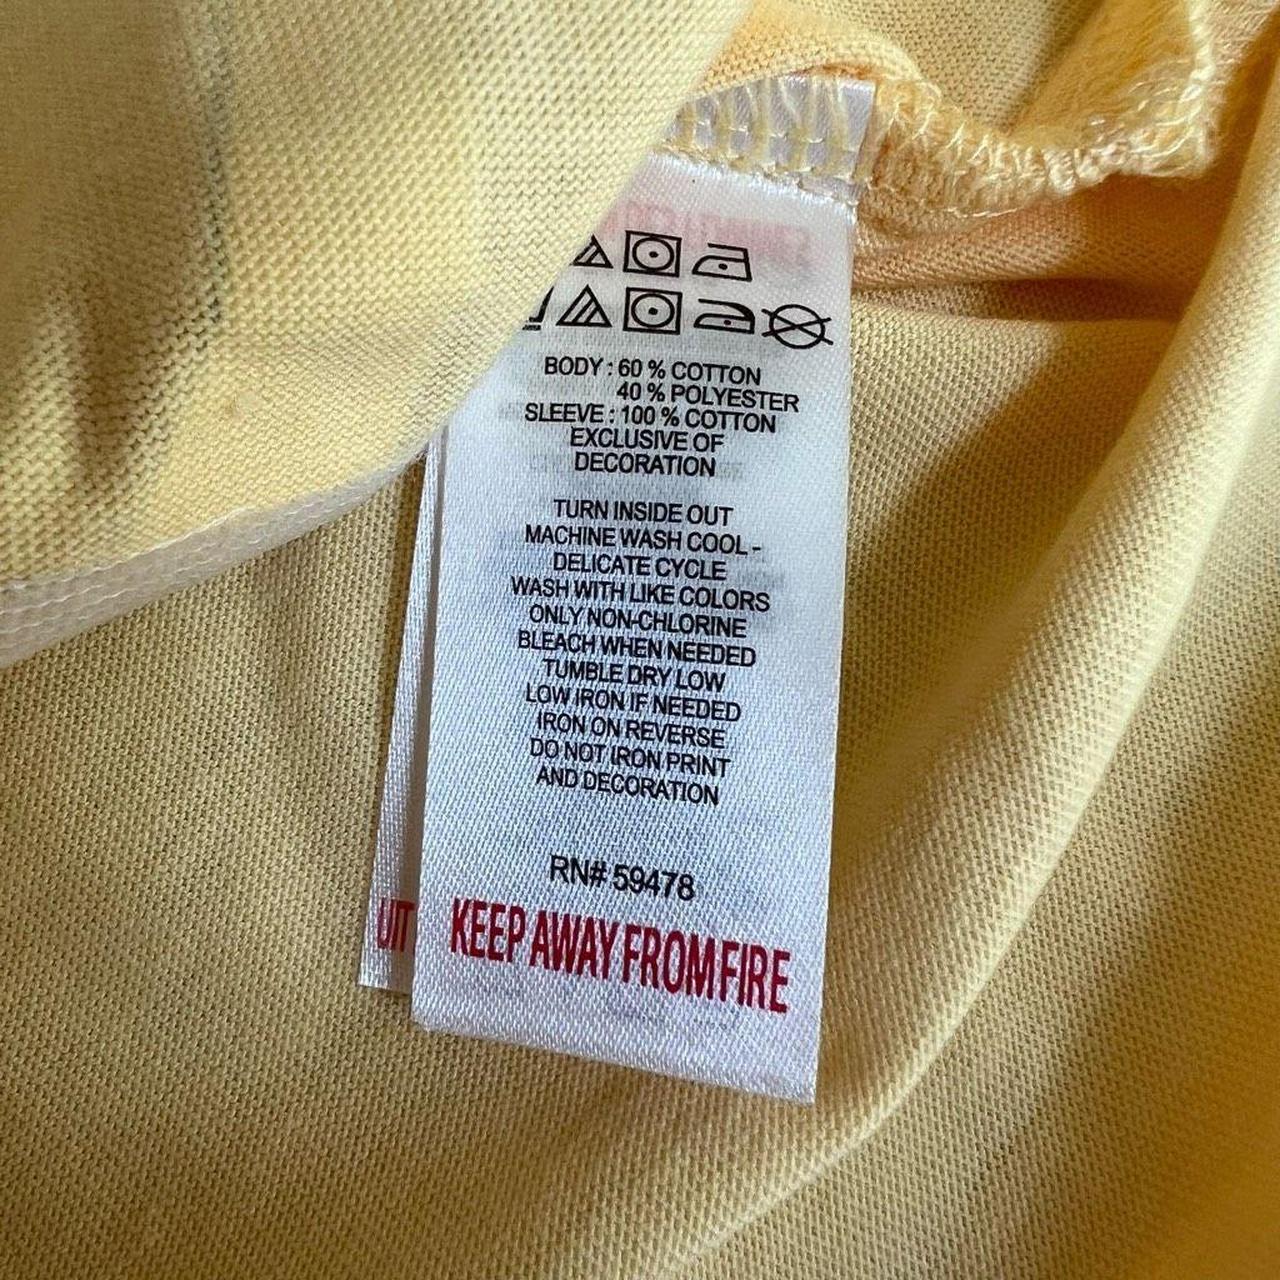 BODY : 60 % COTTON
40 % POLYESTER
SLEEVE : 100 % COTTON
EXCLUSIVE OF
DECORATION
TURN INSIDE OUT
MACHINE WASH COOL -
DELICATE CYCLE
WASH WITH LIKE COLORS
ONLY NON-CHLORINE
BLEACH WHEN NEEDED
TUMBLE DRY LOW
LOW IRON IF NEEDED
IRON ON REVERSE
DO NOT IRON PRINT
AND DECORATION
RN# 59478
UIT
KEEP AWAY FROM FIRE